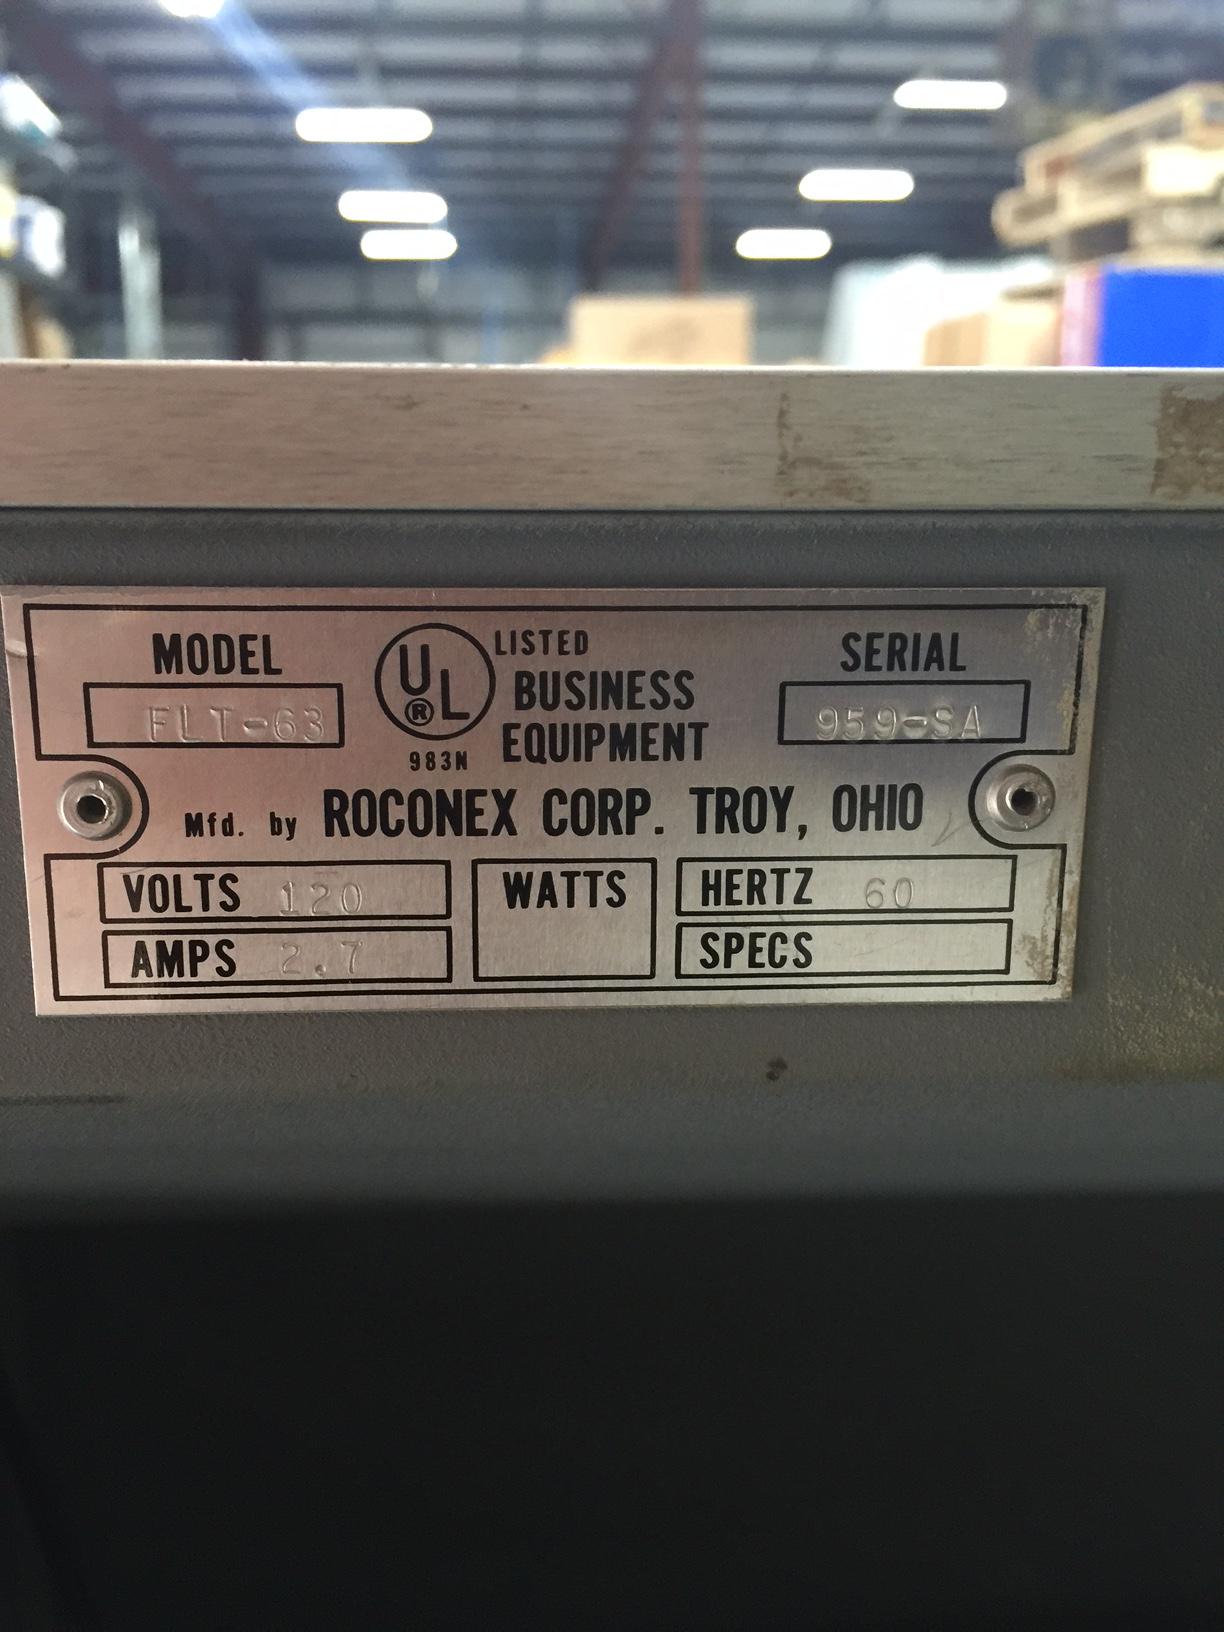 MODEL
FLT-63
UL
®
983N
LISTED
BUSINESS
EQUIPMENT
SERIAL
959-SA
Mfd. by ROCONEX CORP. TROY, OHIO
VOLTS 120
AMPS 2.7
WATTS
HERTZ 60
SPECS